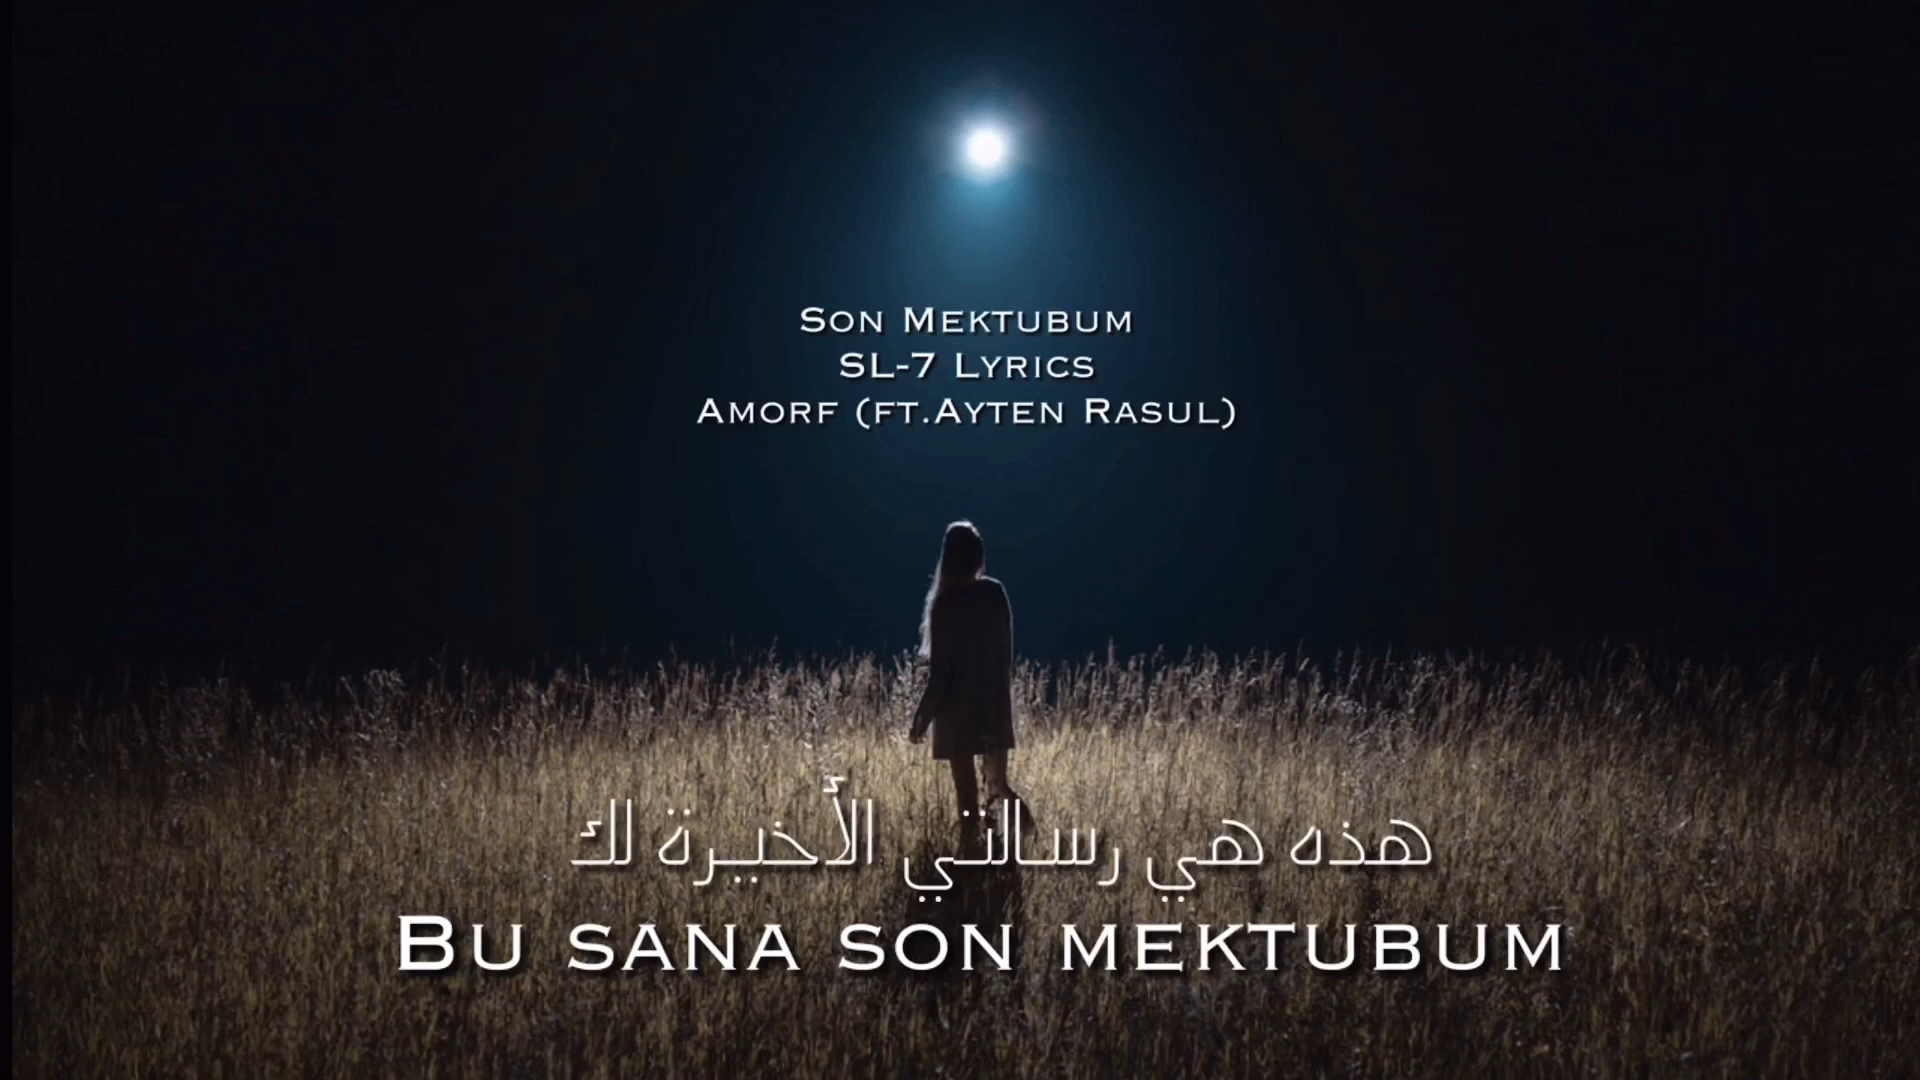 Son Mektubum
SL-7 Lyrics
Amorf (ft.Ayten Rasul)
هذه هي رسالتي الأخيرة لك
Bu sana son mektubum